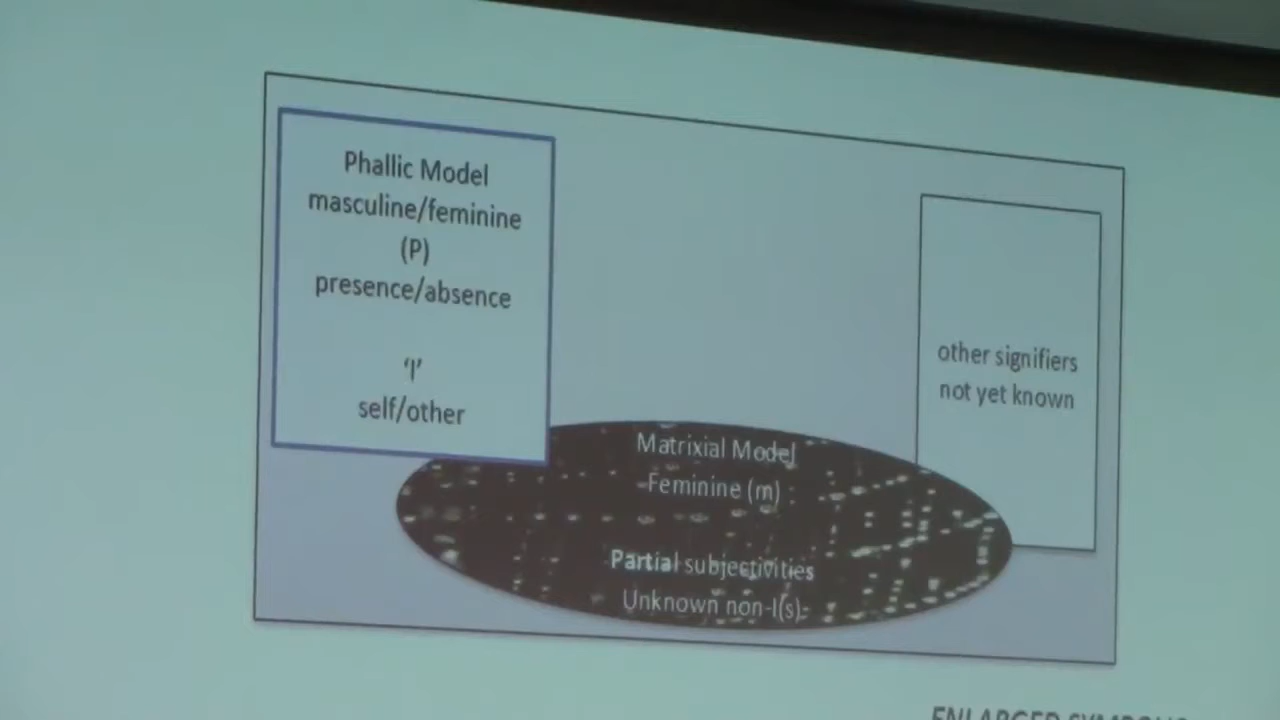 Phallic Model
masculine/feminine
(P)
presence/absence
‘I’
self/other
other signifiers
not yet known
Matrixial Model
Feminine (m)
Partial subjectivities
Unknown non-I(s)
ENLARGED